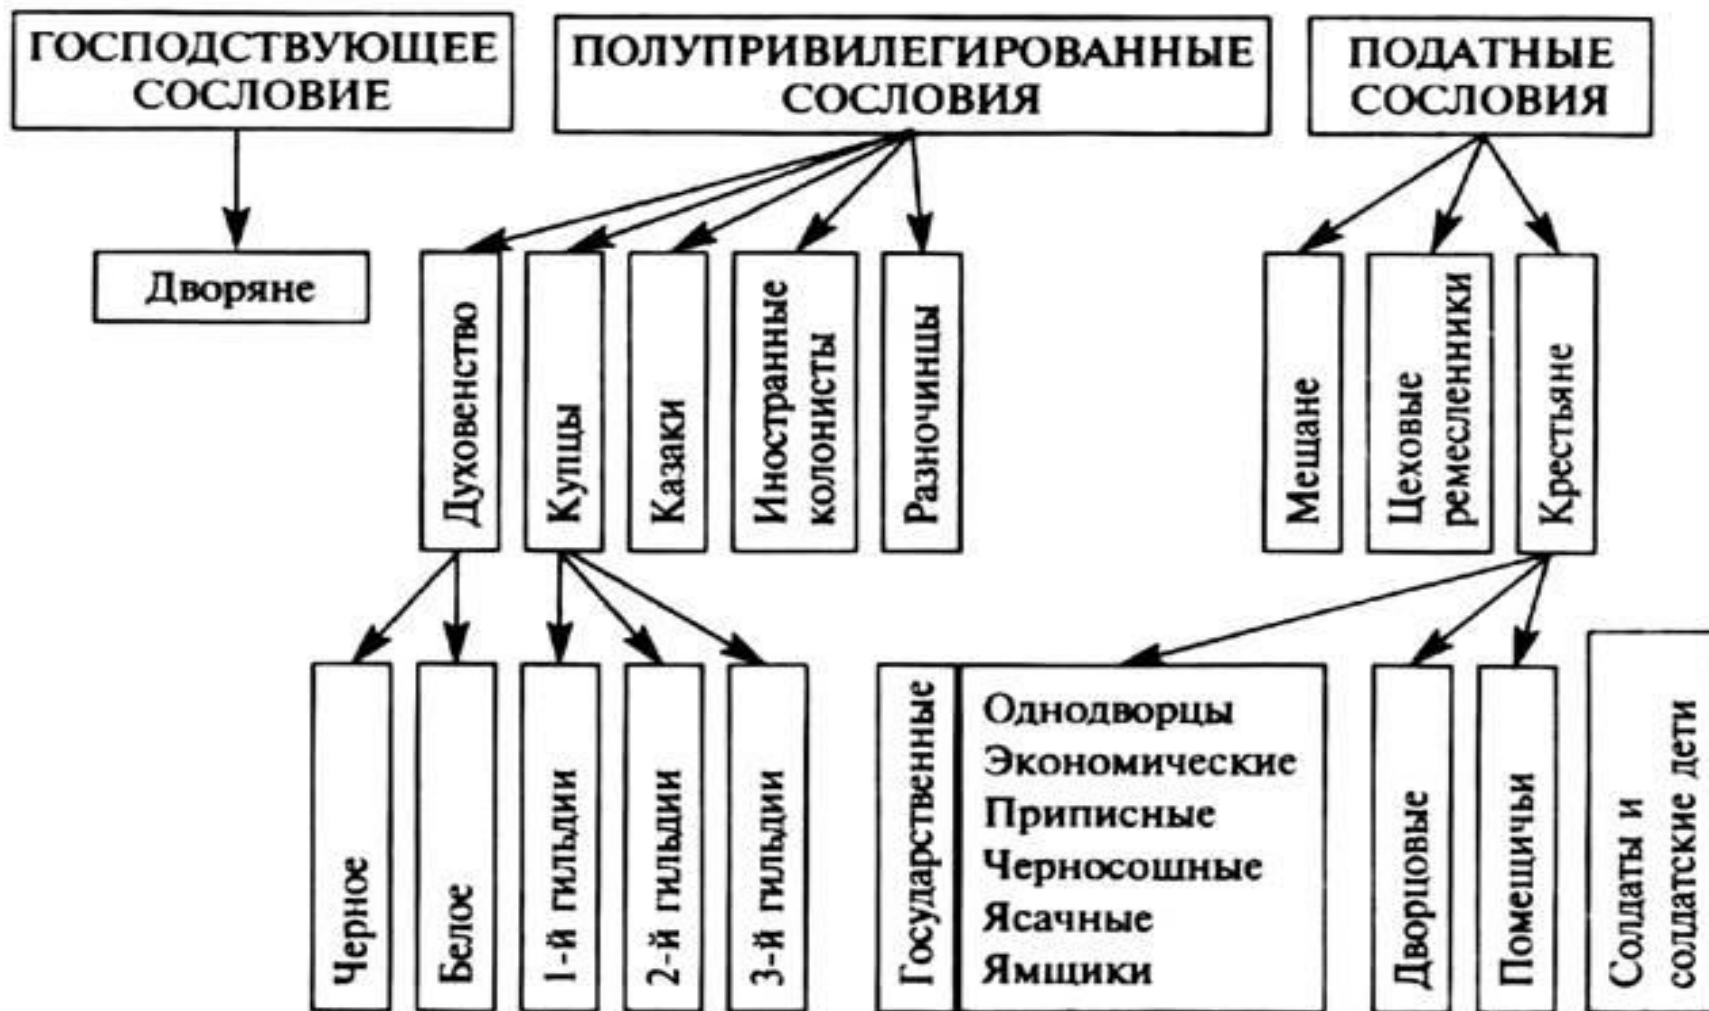 ГОСПОДСТВУЮЩЕЕ
СОСЛОВИЕ
ПОЛУПРИВИЛЕГИРОВАННЫЕ
СОСЛОВИЯ
ПОДАТНЫЕ
СОСЛОВИЯ
Дворяне
Духовенство
Купцы
Казаки
Иностранные
колонисты
Разночинцы
Мещане
Цеховые
ремесленники
Крестьяне
Черное
Белое
1-й гильдии
2-й гильдии
3-й гильдии
Государственные
Однодворцы
Экономические
Приписные
Черносошные
Ясачные
Ямщики
Дворцовые
Помещичьи
Солдаты и
солдатские дети